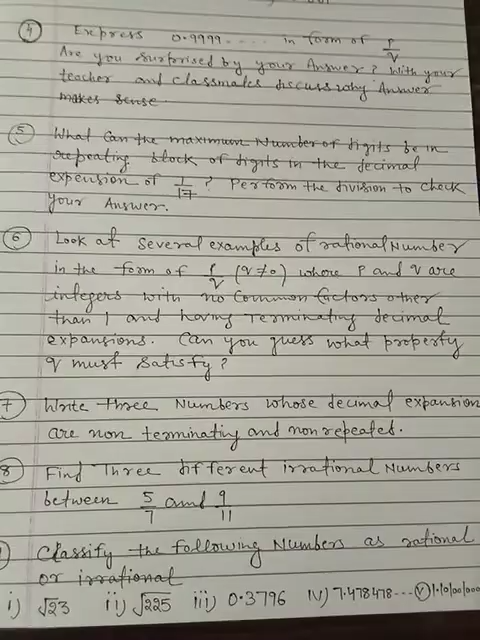 4 Express 0.9999..... in form of p/q
Are you surprised by your Answer? With your
teacher and classmates discuss why Answer
makes sense.
5 What can the maximum Number of digits be in
repeating block of digits in the decimal
expension of 1/17? Perform the division to check
your Answer.
6 Look at several examples of rational Number
in the form of p/q (q≠0) where p and q are
integers with no common factors other
than 1 and having terminating decimal
expansions. Can you guess what property
q must satisfy?
7 Write three Numbers whose decimal expansion
are non terminating and non repeated.
8 Find Three different irrational Numbers
between 5/7 and 9/11
Classify the following Numbers as rational
or irrational
i) √23 ii) √225 iii) 0.3796 iv) 7.478478... v)